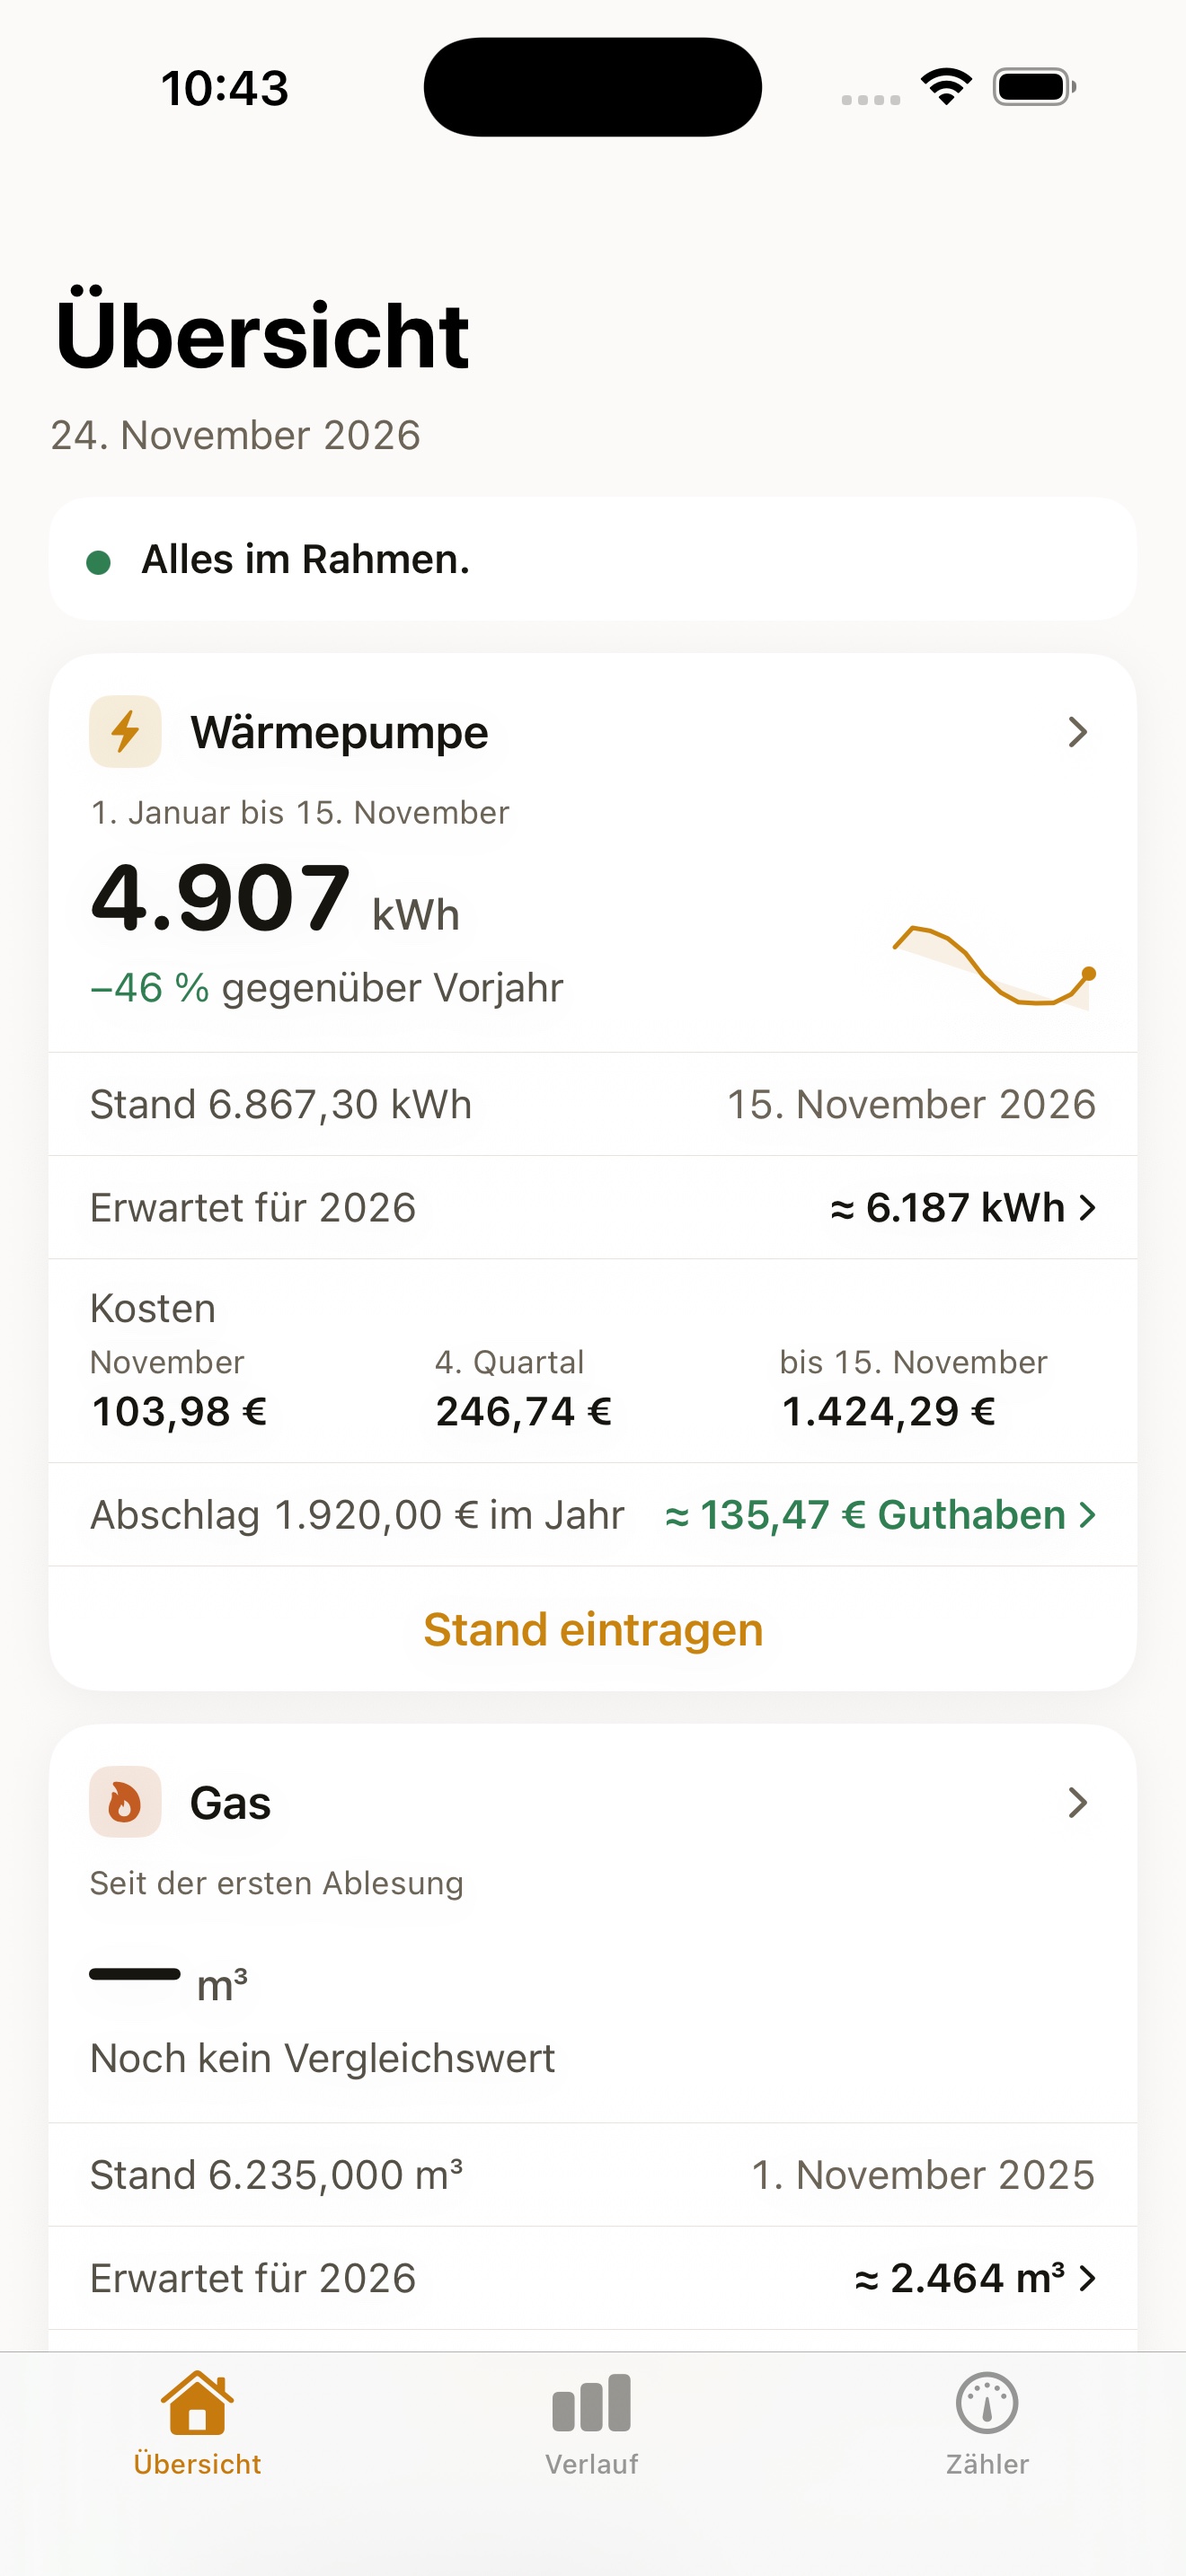 10:43
Übersicht
24. November 2026
Alles im Rahmen.
Wärmepumpe
1. Januar bis 15. November
4.907 kWh
–46 % gegenüber Vorjahr
Stand 6.867,30 kWh 15. November 2026
Erwartet für 2026 ≈ 6.187 kWh
Kosten
November 4. Quartal bis 15. November
103,98 € 246,74 € 1.424,29 €
Abschlag 1.920,00 € im Jahr ≈ 135,47 € Guthaben
Stand eintragen
Gas
Seit der ersten Ablesung
— m³
Noch kein Vergleichswert
Stand 6.235,000 m³ 1. November 2025
Erwartet für 2026 ≈ 2.464 m³
Übersicht Verlauf Zähler